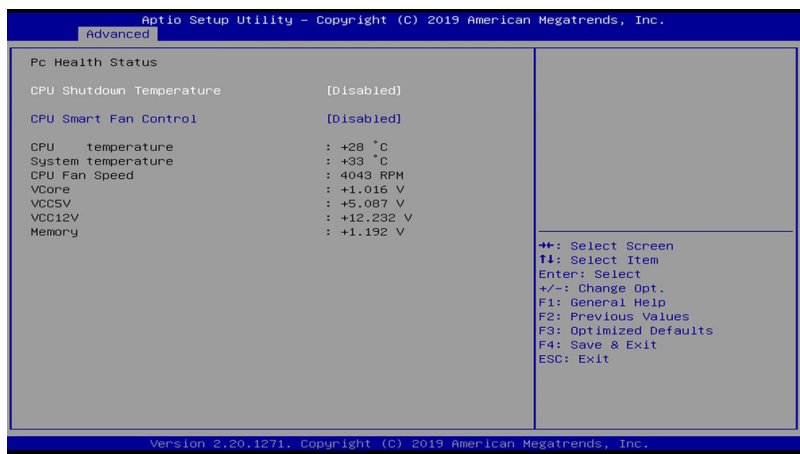 Aptio Setup Utility – Copyright (C) 2019 American Megatrends, Inc.
Advanced
Pc Health Status
CPU Shutdown Temperature [Disabled]
CPU Smart Fan Control [Disabled]
CPU temperature : +28 ˚C
System temperature : +33 ˚C
CPU Fan Speed : 4043 RPM
VCore : +1.016 V
VCC5V : +5.087 V
VCC12V : +12.232 V
Memory : +1.192 V
→←: Select Screen
↑↓: Select Item
Enter: Select
+/-: Change Opt.
F1: General Help
F2: Previous Values
F3: Optimized Defaults
F4: Save & Exit
ESC: Exit
Version 2.20.1271. Copyright (C) 2019 American Megatrends, Inc.